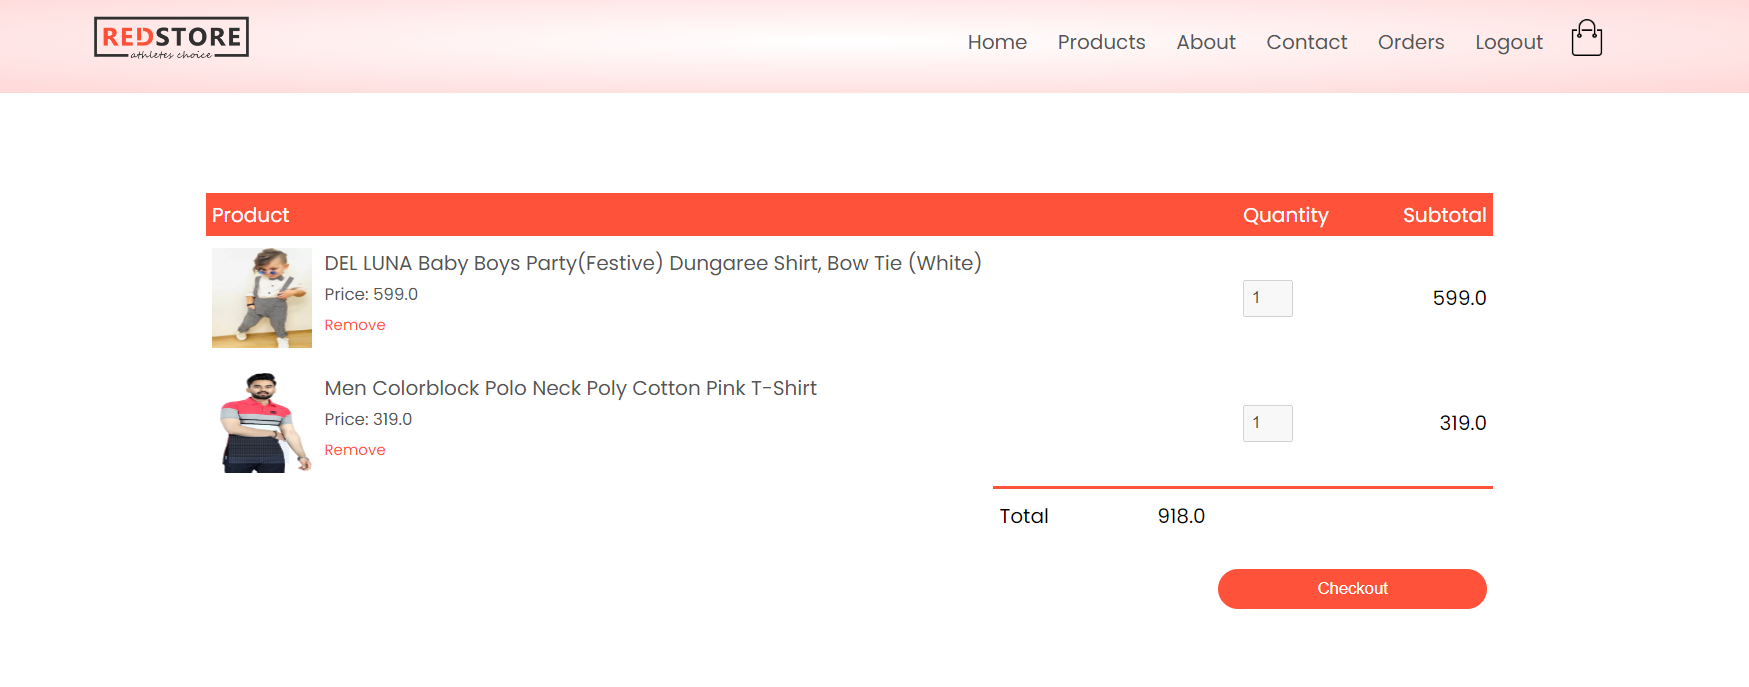 REDSTORE
athletes choice
Home Products About Contact Orders Logout
Product Quantity Subtotal
DEL LUNA Baby Boys Party(Festive) Dungaree Shirt, Bow Tie (White)
Price: 599.0
1 599.0
Remove
Men Colorblock Polo Neck Poly Cotton Pink T-Shirt
Price: 319.0
1 319.0
Remove
Total 918.0
Checkout